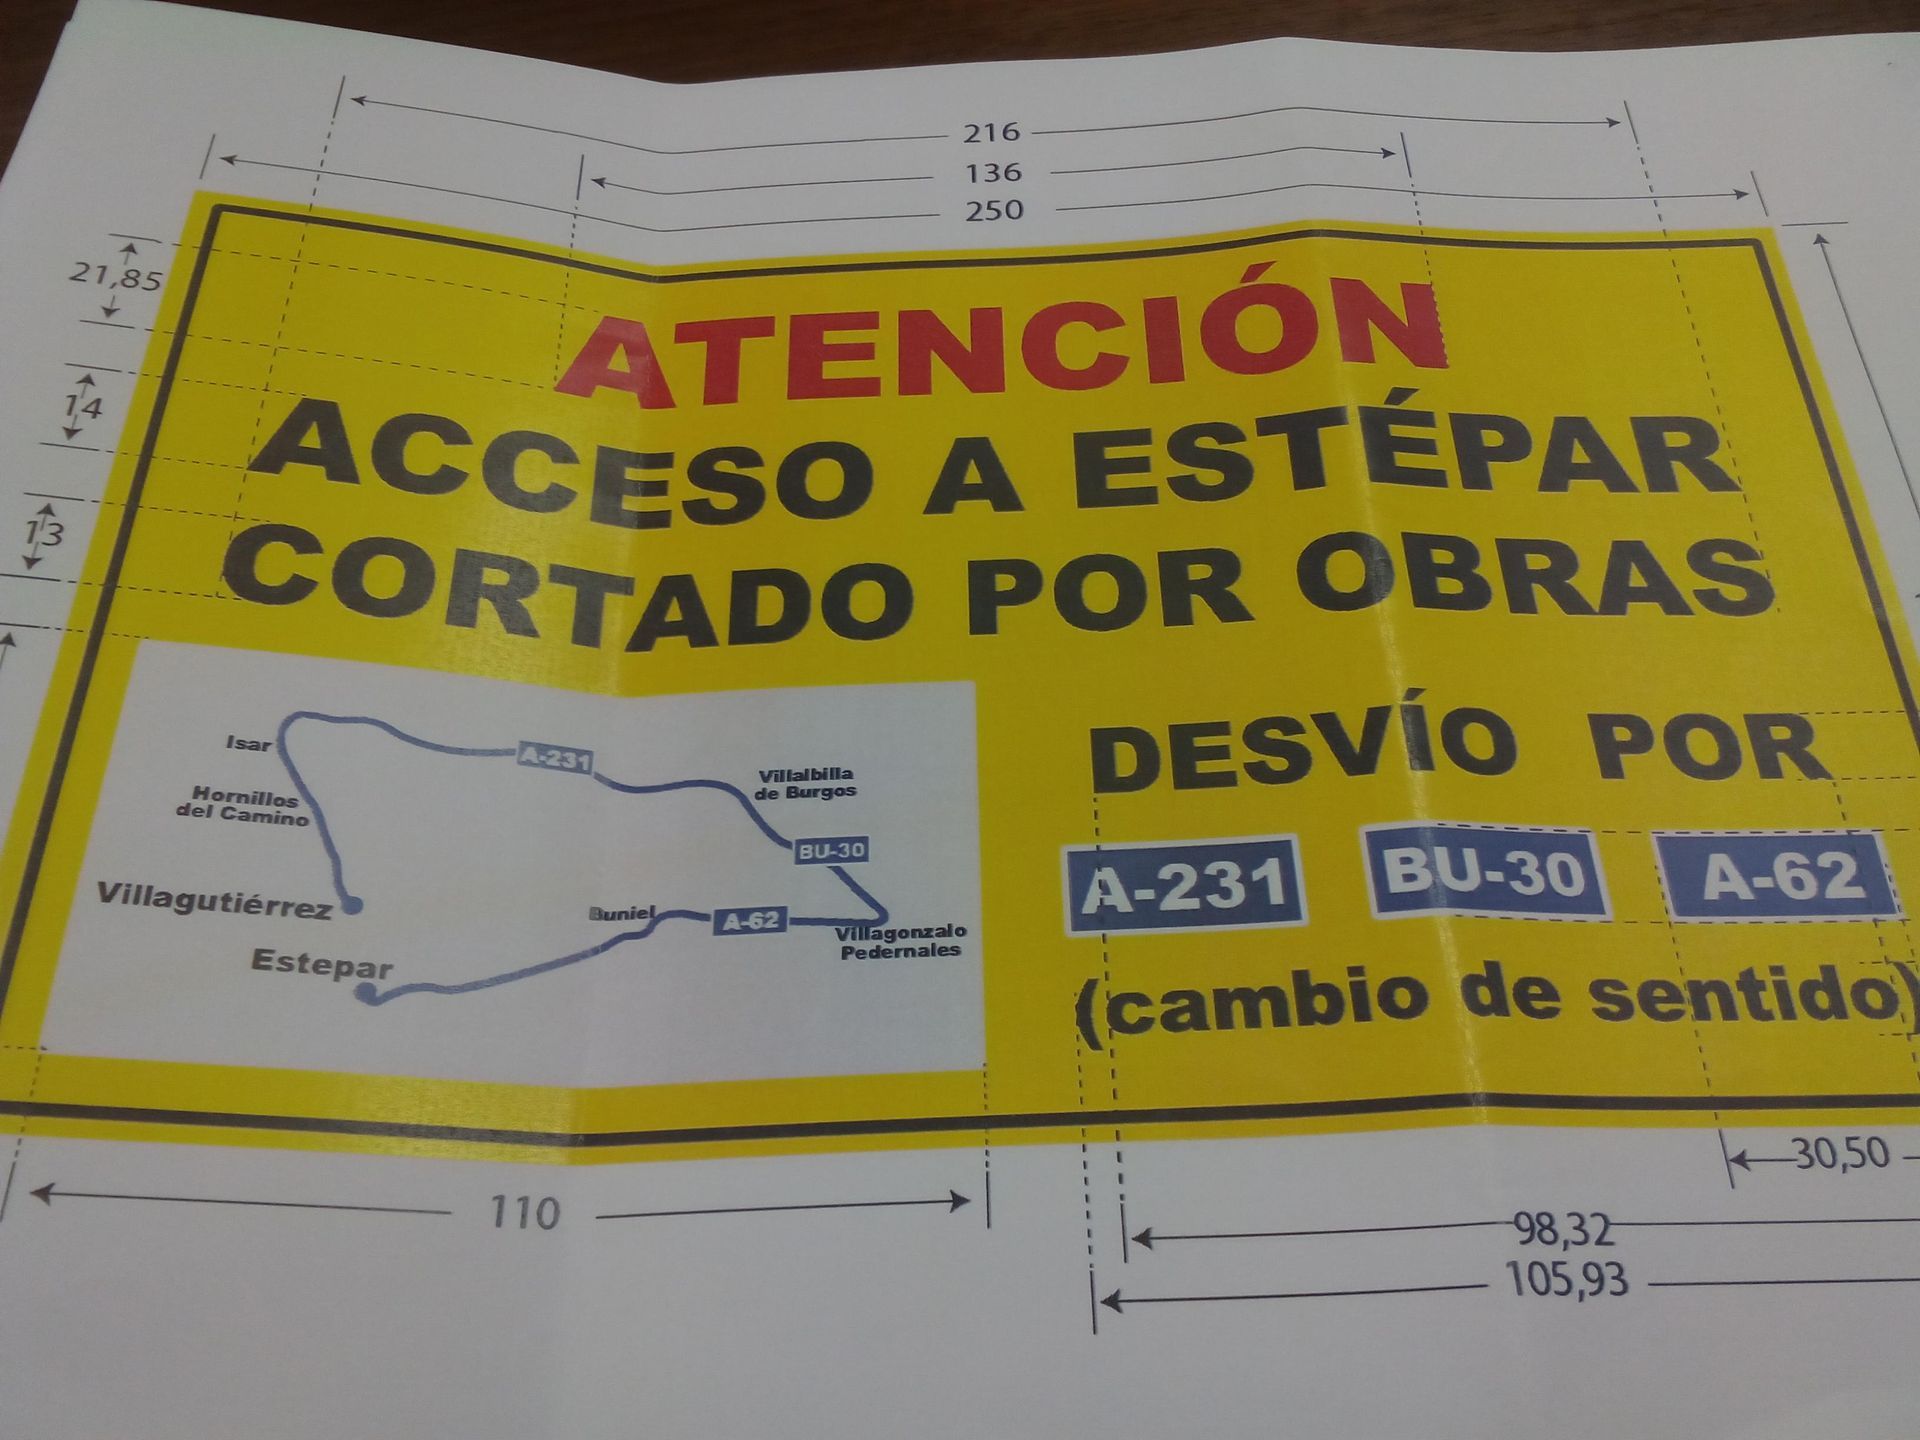 216
136
250
21,85
14
13
ATENCIÓN
ACCESO A ESTÉPAR
CORTADO POR OBRAS
Isar
A-231
Hornillos
del Camino
Villalbilla
de Burgos
BU-30
Villagutiérrez
Buniel
A-62
Villagonzalo
Pedernales
Estepar
DESVÍO POR
A-231 BU-30 A-62
(cambio de sentido)
110
30,50
98,32
105,93